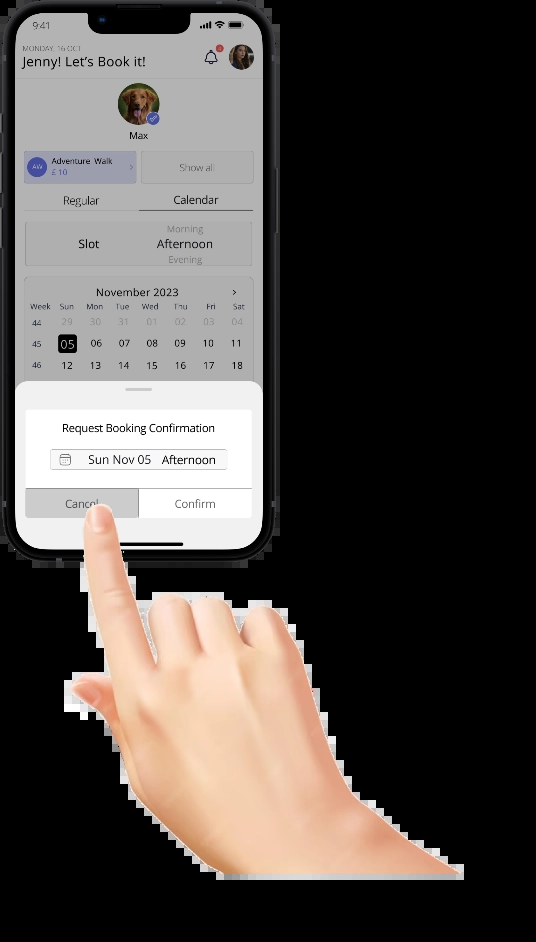 9:41
MONDAY, 16 OCT
Jenny! Let's Book it!
Max
AW Adventure Walk
£ 10
Show all
Regular Calendar
Morning
Slot Afternoon
Evening
November 2023 >
Week Sun Mon Tue Wed Thu Fri Sat
44 29 30 31 01 02 03 04
45 05 06 07 08 09 10 11
46 12 13 14 15 16 17 18
Request Booking Confirmation
Sun Nov 05 Afternoon
Cancel Confirm